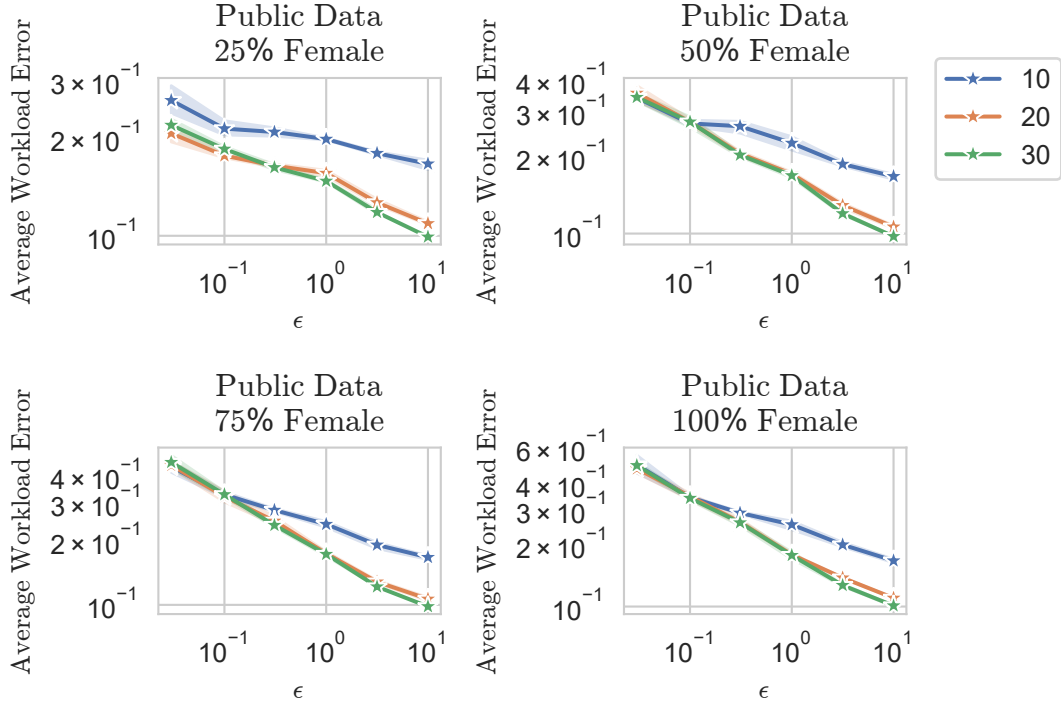 Public Data
25% Female
Average Workload Error
3 × 10⁻¹
2 × 10⁻¹
10⁻¹
10⁻¹
10⁰
10¹
ϵ
Public Data
50% Female
Average Workload Error
4 × 10⁻¹
3 × 10⁻¹
2 × 10⁻¹
10⁻¹
10⁻¹
10⁰
10¹
ϵ
10
20
30
Public Data
75% Female
Average Workload Error
4 × 10⁻¹
3 × 10⁻¹
2 × 10⁻¹
10⁻¹
10⁻¹
10⁰
10¹
ϵ
Public Data
100% Female
Average Workload Error
6 × 10⁻¹
4 × 10⁻¹
3 × 10⁻¹
2 × 10⁻¹
10⁻¹
10⁻¹
10⁰
10¹
ϵ